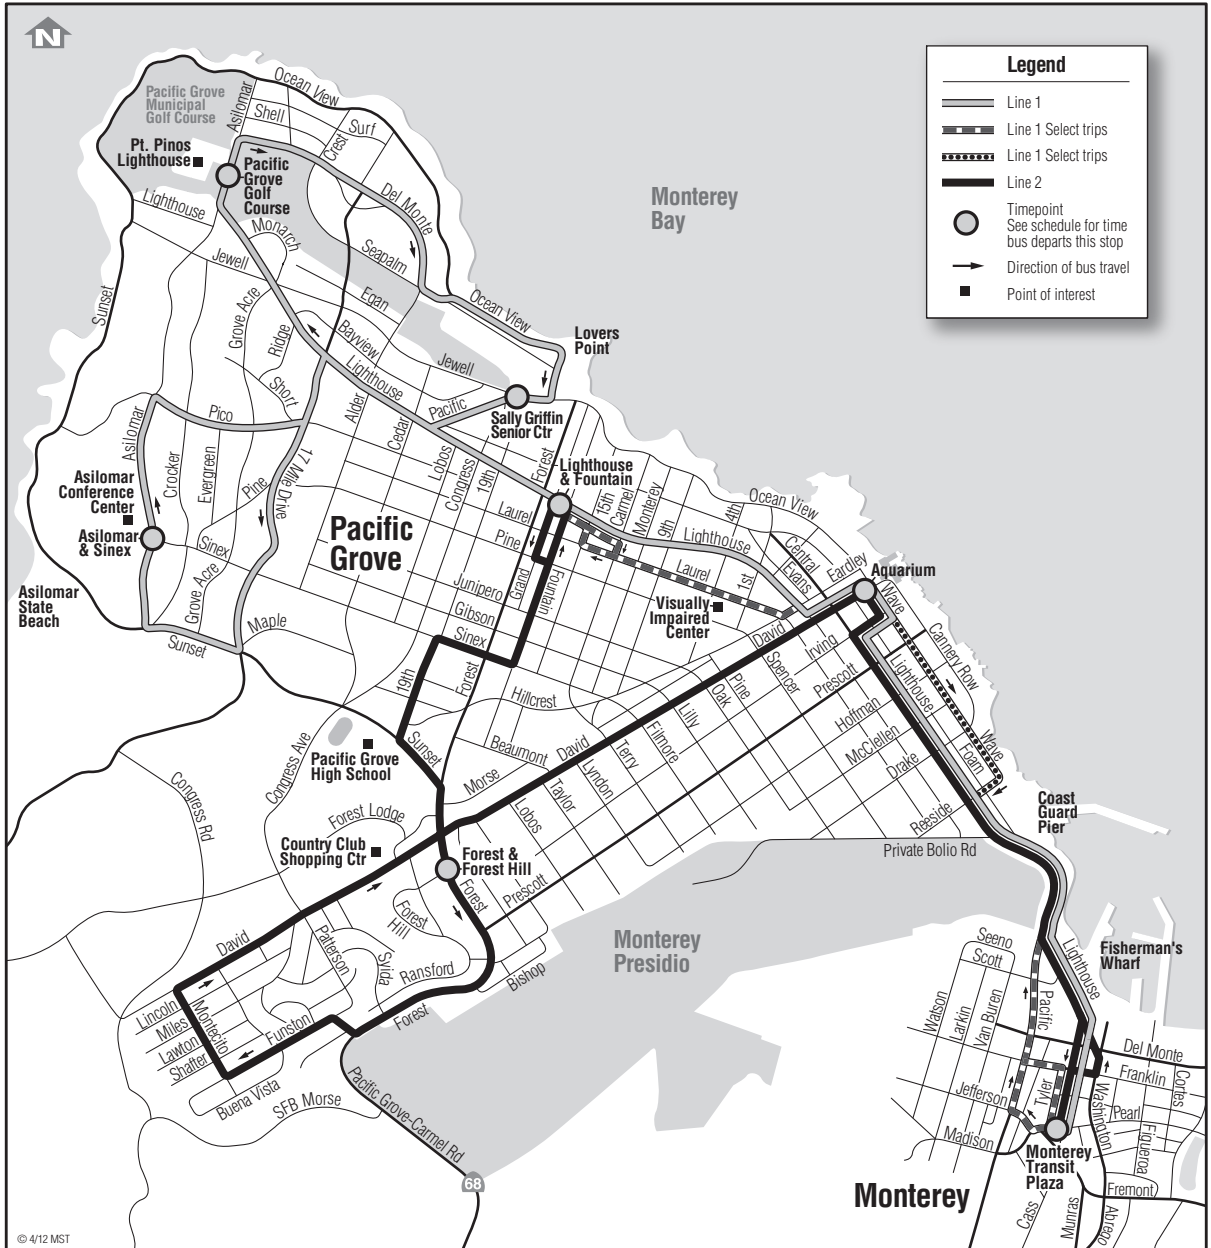 N
Legend
Line 1
Line 1 Select trips
Line 1 Select trips
Line 2
Timepoint
See schedule for time
bus departs this stop
Direction of bus travel
Point of interest
Ocean View
Pacific Grove
Municipal
Golf Course
Asilomar
Shell
Surf
Crest
Pt. Pinos
Lighthouse
Pacific
Grove
Golf
Course
Del Monte
Monterey
Bay
Lighthouse
Monarch
Seapalm
Jewell
Sunset
Egan
Ocean View
Grove Acre
Ridge
Bayview
Lovers
Point
Jewell
Lighthouse
Short
Alder
Pacific
Sally Griffin
Senior Ctr
Pico
Asilomar
Cedar
Lobos
Congress
19th
Forest
Lighthouse
& Fountain
Crocker
Evergreen
Pine
17 Mile Drive
Asilomar
Conference
Center
15th
Carmel
Monterey
9th
4th
Ocean View
Laurel
Pacific
Grove
Pine
Lighthouse
Central
Asilomar
& Sinex
Sinex
Evans
Eardley
Aquarium
Laurel
1st
Grove Acre
Junipero
Grand
Fountain
Asilomar
State
Beach
Gibson
Visually
Impaired
Center
Wave
Maple
Sinex
David
Irving
Cannery Row
Sunset
19th
Forest
Spencer
Prescott
Lighthouse
Hillcrest
Pine
Oak
Hoffman
Lilly
Wave
Sunset
Beaumont
David
Filmore
McClellen
Foam
Pacific Grove
High School
Congress Ave
Terry
Drake
Morse
Lyndon
Congress Rd
Taylor
Coast
Guard
Pier
Forest Lodge
Lobos
Reeside
Country Club
Shopping Ctr
Private Bolio Rd
Forest &
Forest Hill
Prescott
Forest
Forest
Hill
Monterey
Presidio
David
Patterson
Syida
Ransford
Bishop
Seeno
Scott
Lighthouse
Fisherman's
Wharf
Lincoln
Montecito
Miles
Lawton
Shafter
Funston
Forest
Watson
Larkin
Van Buren
Pacific
Del Monte
Franklin
Cortes
Buena Vista
SFB Morse
Pacific Grove-Carmel Rd
Jefferson
Tyler
Washington
Pearl
Madison
Figueroa
Monterey
Transit
Plaza
68
Monterey
Fremont
Cass
Munras
Abrego
© 4/12 MST